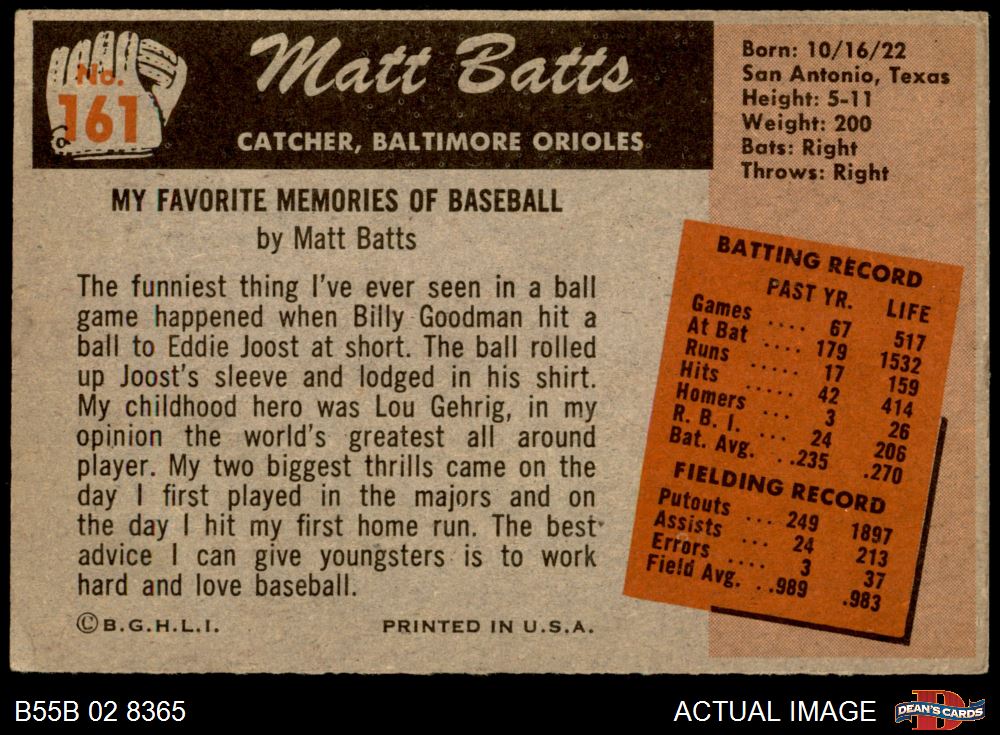 No.
161
Matt Batts
CATCHER, BALTIMORE ORIOLES
Born: 10/16/22
San Antonio, Texas
Height: 5-11
Weight: 200
Bats: Right
Throws: Right
MY FAVORITE MEMORIES OF BASEBALL
by Matt Batts
The funniest thing I've ever seen in a ball
game happened when Billy Goodman hit a
ball to Eddie Joost at short. The ball rolled
up Joost's sleeve and lodged in his shirt.
My childhood hero was Lou Gehrig, in my
opinion the world's greatest all around
player. My two biggest thrills came on the
day I first played in the majors and on
the day I hit my first home run. The best
advice I can give youngsters is to work
hard and love baseball.
©B.G.H.L.I. PRINTED IN U.S.A.
BATTING RECORD
PAST YR. LIFE
Games .... 67 517
At Bat .... 179 1532
Runs ..... 17 159
Hits ..... 42 414
Homers ... 3 26
R. B. I. ... 24 206
Bat. Avg. ..235 .270
FIELDING RECORD
Putouts ... 249 1897
Assists ... 24 213
Errors .... 3 37
Field Avg. ..989 .983
B55B 02 8365 ACTUAL IMAGE DEAN'S CARDS